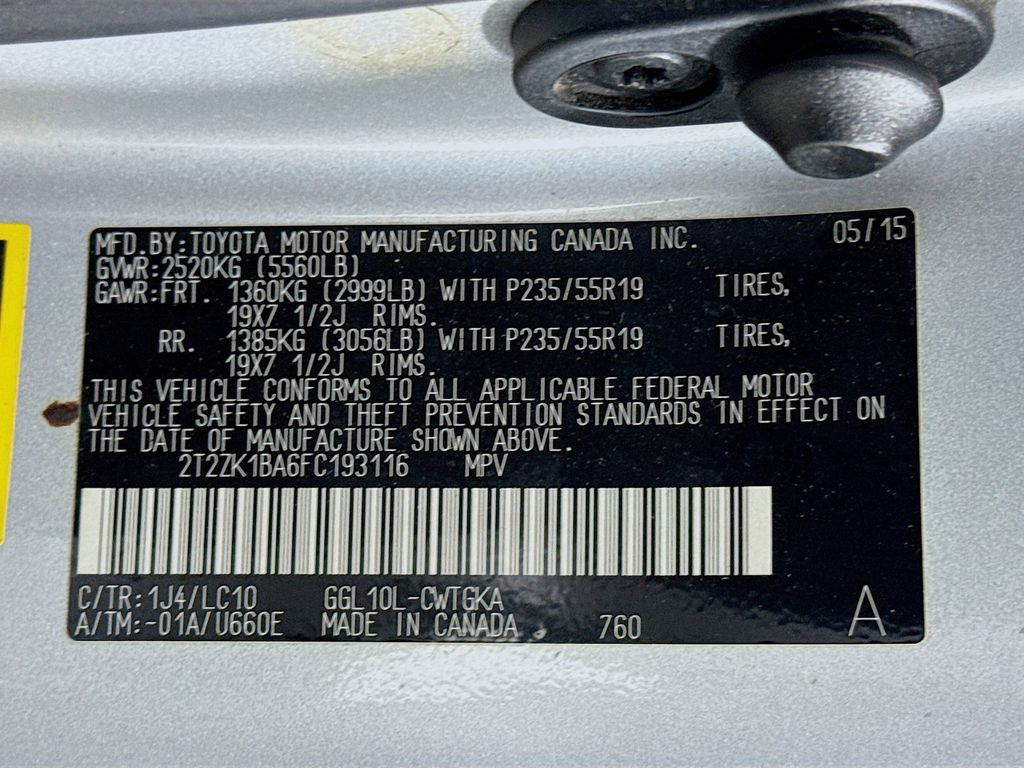 MFD. BY: TOYOTA MOTOR MANUFACTURING CANADA INC. 05/15
GVWR: 2520KG (5560LB)
GAWR: FRT. 1360KG (2999LB) WITH P235/55R19 TIRES,
19X7 1/2J RIMS.
RR. 1385KG (3056LB) WITH P235/55R19 TIRES,
19X7 1/2J RIMS.
THIS VEHICLE CONFORMS TO ALL APPLICABLE FEDERAL MOTOR
VEHICLE SAFETY AND THEFT PREVENTION STANDARDS IN EFFECT ON
THE DATE OF MANUFACTURE SHOWN ABOVE.
2T2ZK1BA6FC193116 MPV
C/TR: 1J4/LC10 GGL10L-CWTGKA
A/TM: -01A/U660E MADE IN CANADA 760 A